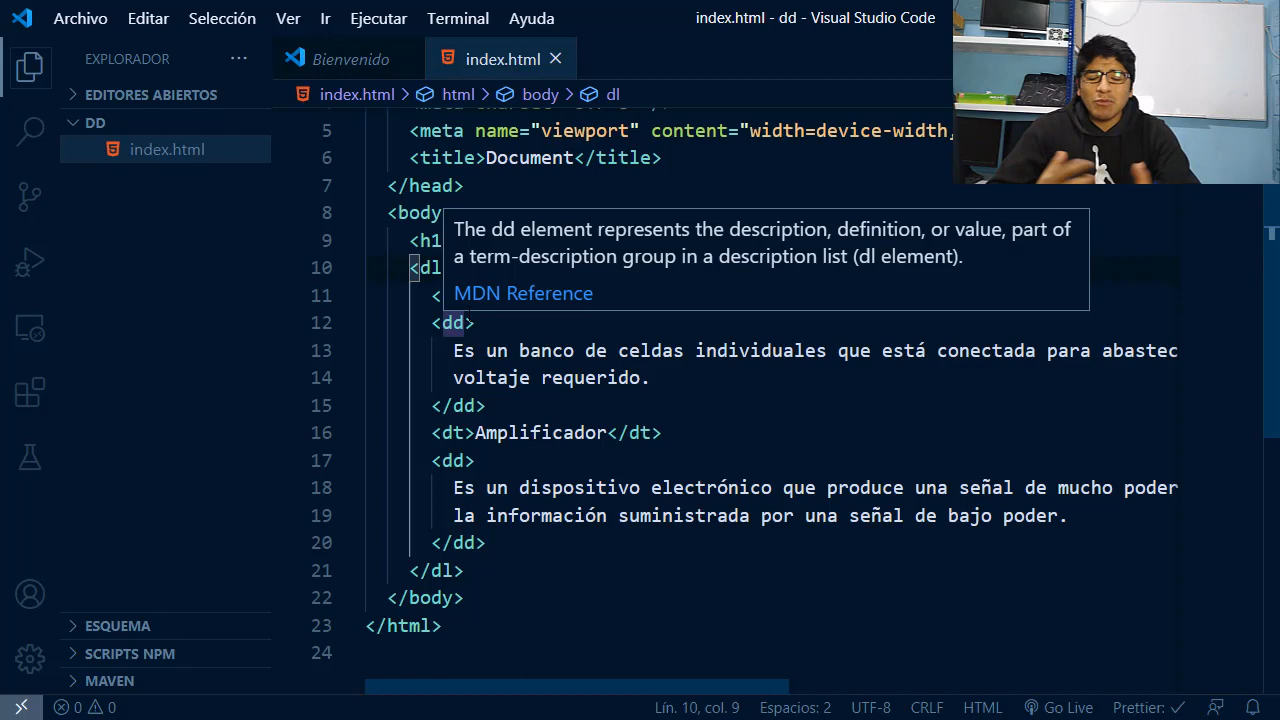 Archivo Editar Selección Ver Ir Ejecutar Terminal Ayuda index.html - dd - Visual Studio Code
EXPLORADOR ···
Bienvenido
index.html
EDITORES ABIERTOS
DD
index.html
index.html > html > body > dl
5 <meta name="viewport" content="width=device-width,
6 <title>Document</title>
7 </head>
8 <body
9 <h1
10 <dl
11 <
12 <dd>
13 Es un banco de celdas individuales que está conectada para abastec
14 voltaje requerido.
15 </dd>
16 <dt>Amplificador</dt>
17 <dd>
18 Es un dispositivo electrónico que produce una señal de mucho poder
19 la información suministrada por una señal de bajo poder.
20 </dd>
21 </dl>
22 </body>
23 </html>
24
The dd element represents the description, definition, or value, part of
a term-description group in a description list (dl element).
MDN Reference
ESQUEMA
SCRIPTS NPM
MAVEN
0 0 Lín. 10, col. 9 Espacios: 2 UTF-8 CRLF HTML Go Live Prettier: ✓